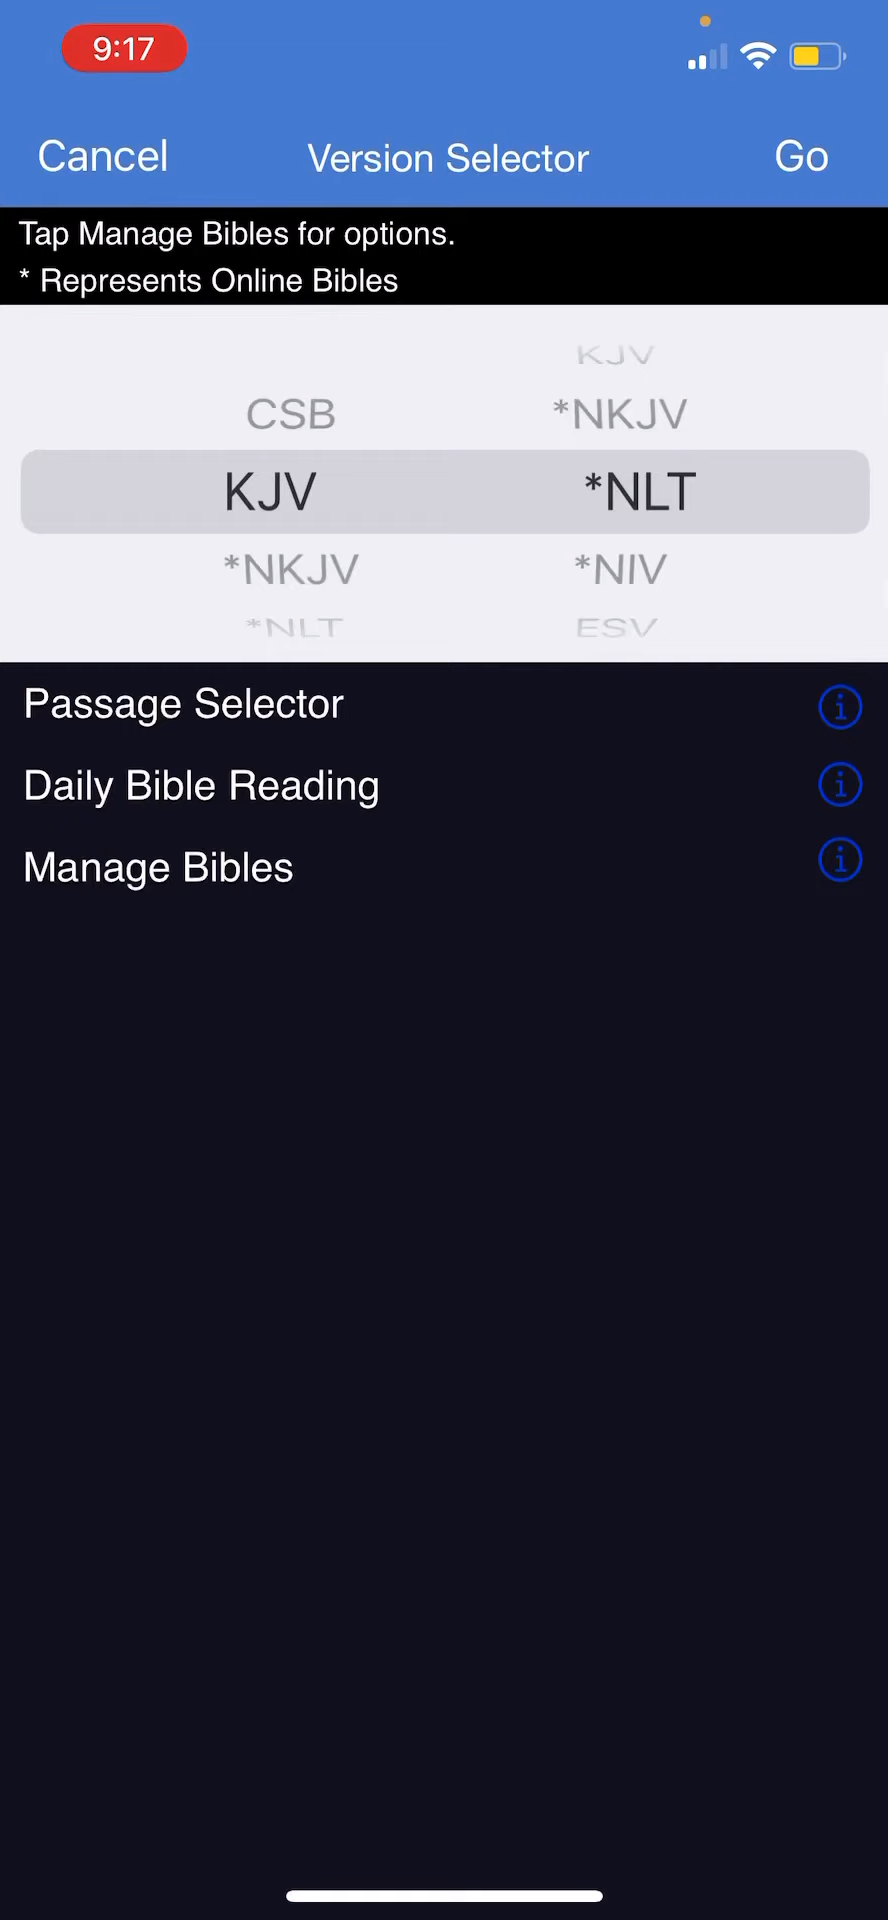 9:17
Cancel Version Selector Go
Tap Manage Bibles for options.
* Represents Online Bibles
KJV
CSB *NKJV
KJV *NLT
*NKJV *NIV
*NLT ESV
Passage Selector
Daily Bible Reading
Manage Bibles